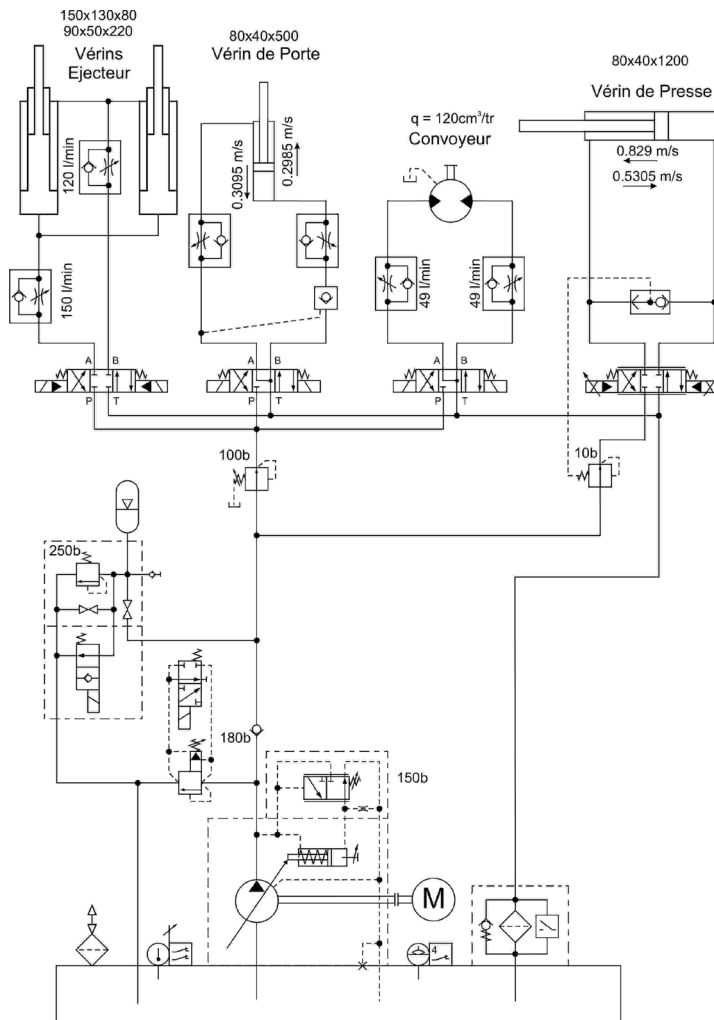 150x130x80
90x50x220
Vérins
Ejecteur
80x40x500
Vérin de Porte
q = 120cm³/tr
Convoyeur
80x40x1200
Vérin de Presse
0.829 m/s
0.5305 m/s
120 l/min
0.3095 m/s
0.2985 m/s
150 l/min
49 l/min
49 l/min
A B
P T
A B
P T
A B
P T
100b
10b
250b
180b
150b
M
4